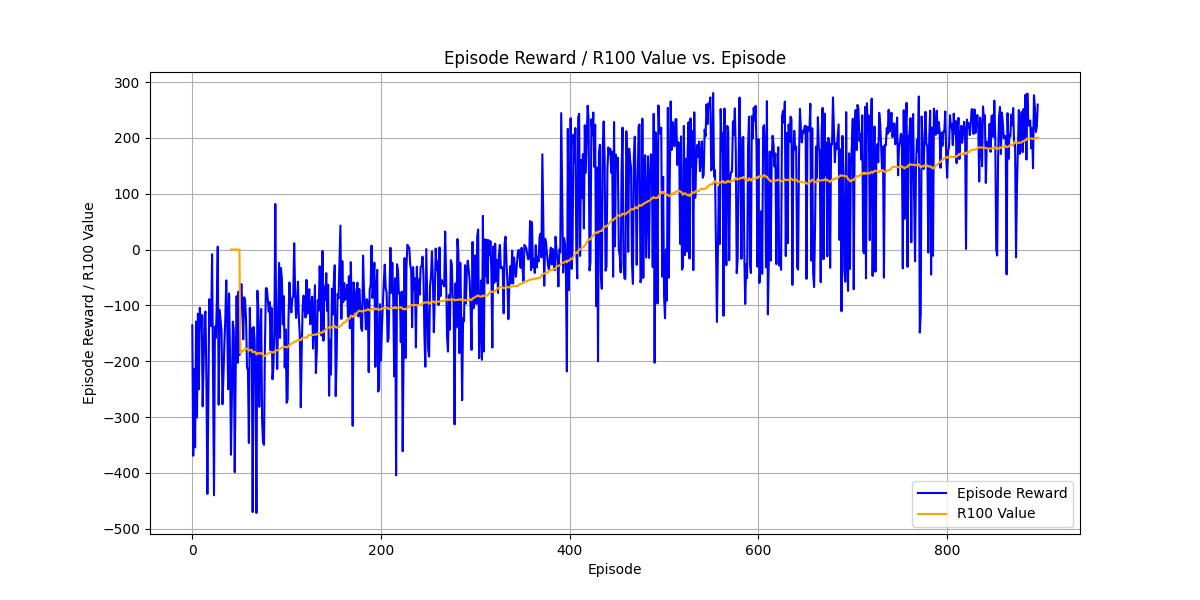 Episode Reward / R100 Value vs. Episode
Episode Reward / R100 Value
300
200
100
0
−100
−200
−300
−400
−500
0
200
400
600
800
Episode
Episode Reward
R100 Value